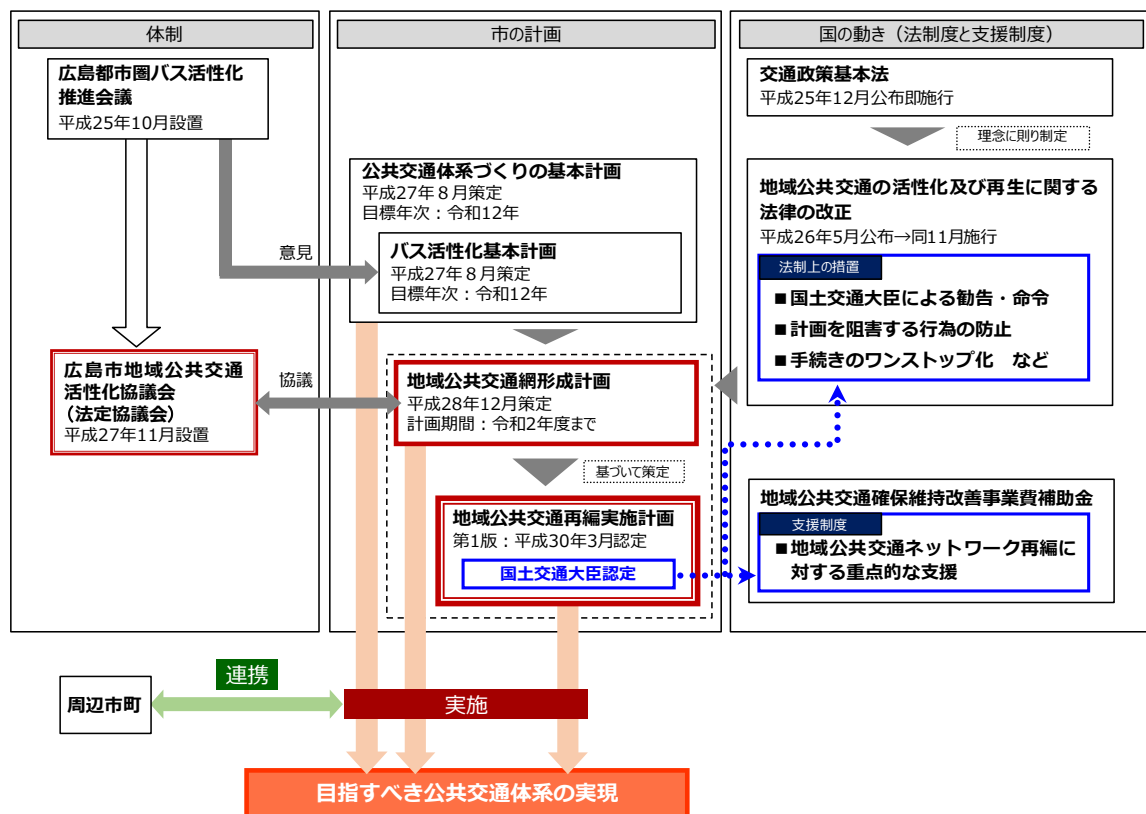 体制
広島都市圏バス活性化
推進会議
平成25年10月設置
意見
広島市地域公共交通
活性化協議会
（法定協議会）
平成27年11月設置
協議
市の計画
公共交通体系づくりの基本計画
平成27年８月策定
目標年次：令和12年
バス活性化基本計画
平成27年８月策定
目標年次：令和12年
地域公共交通網形成計画
平成28年12月策定
計画期間：令和2年度まで
基づいて策定
地域公共交通再編実施計画
第1版：平成30年3月認定
国土交通大臣認定
国の動き（法制度と支援制度）
交通政策基本法
平成25年12月公布即施行
理念に則り制定
地域公共交通の活性化及び再生に関する
法律の改正
平成26年5月公布→同11月施行
法制上の措置
■国土交通大臣による勧告・命令
■計画を阻害する行為の防止
■手続きのワンストップ化　など
地域公共交通確保維持改善事業費補助金
支援制度
■地域公共交通ネットワーク再編に
対する重点的な支援
周辺市町
連携
実施
目指すべき公共交通体系の実現